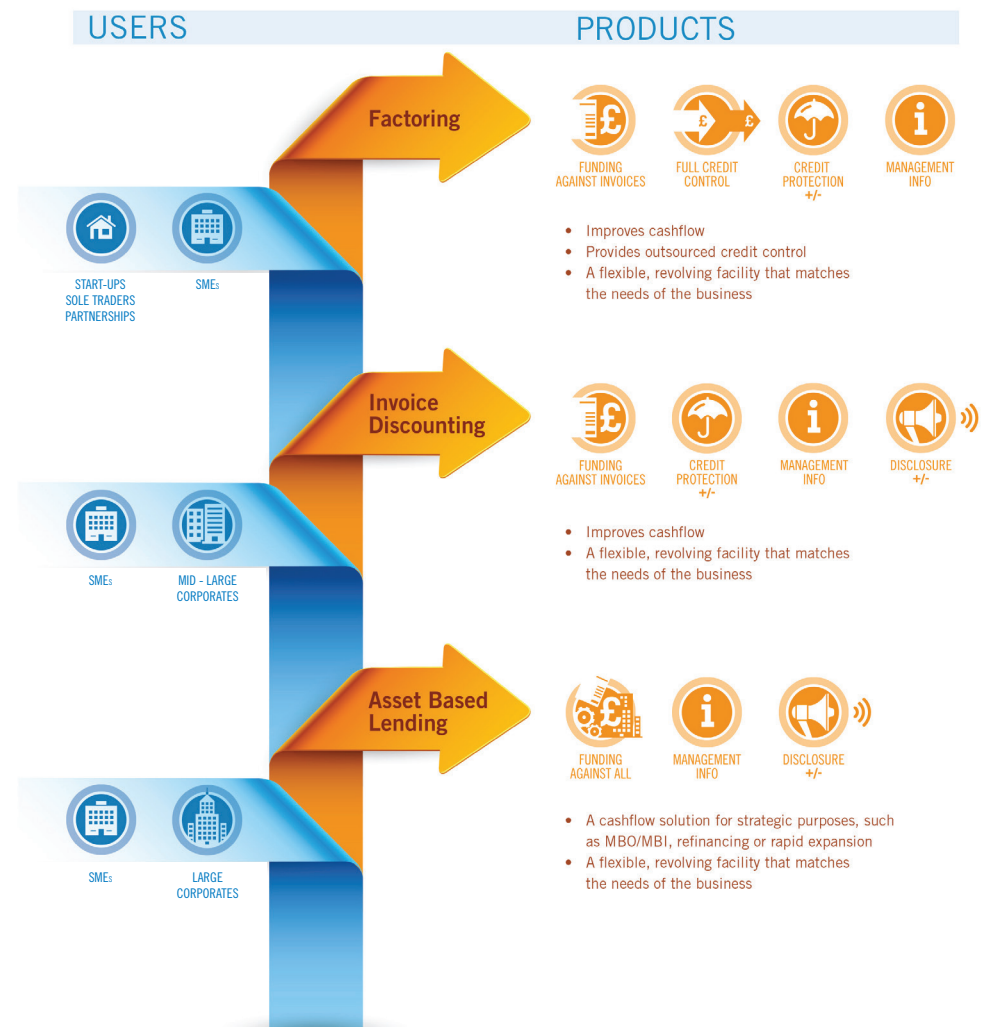 USERS
PRODUCTS
Factoring
FUNDING
AGAINST INVOICES
FULL CREDIT
CONTROL
CREDIT
PROTECTION
+/-
MANAGEMENT
INFO
£
£
£
i
START-UPS
SOLE TRADERS
PARTNERSHIPS
SMEs
• Improves cashflow
• Provides outsourced credit control
• A flexible, revolving facility that matches
the needs of the business
Invoice
Discounting
£
i
FUNDING
AGAINST INVOICES
CREDIT
PROTECTION
+/-
MANAGEMENT
INFO
DISCLOSURE
+/-
SMEs
MID - LARGE
CORPORATES
• Improves cashflow
• A flexible, revolving facility that matches
the needs of the business
Asset Based
Lending
£
i
FUNDING
AGAINST ALL
MANAGEMENT
INFO
DISCLOSURE
+/-
SMEs
LARGE
CORPORATES
• A cashflow solution for strategic purposes, such
as MBO/MBI, refinancing or rapid expansion
• A flexible, revolving facility that matches
the needs of the business